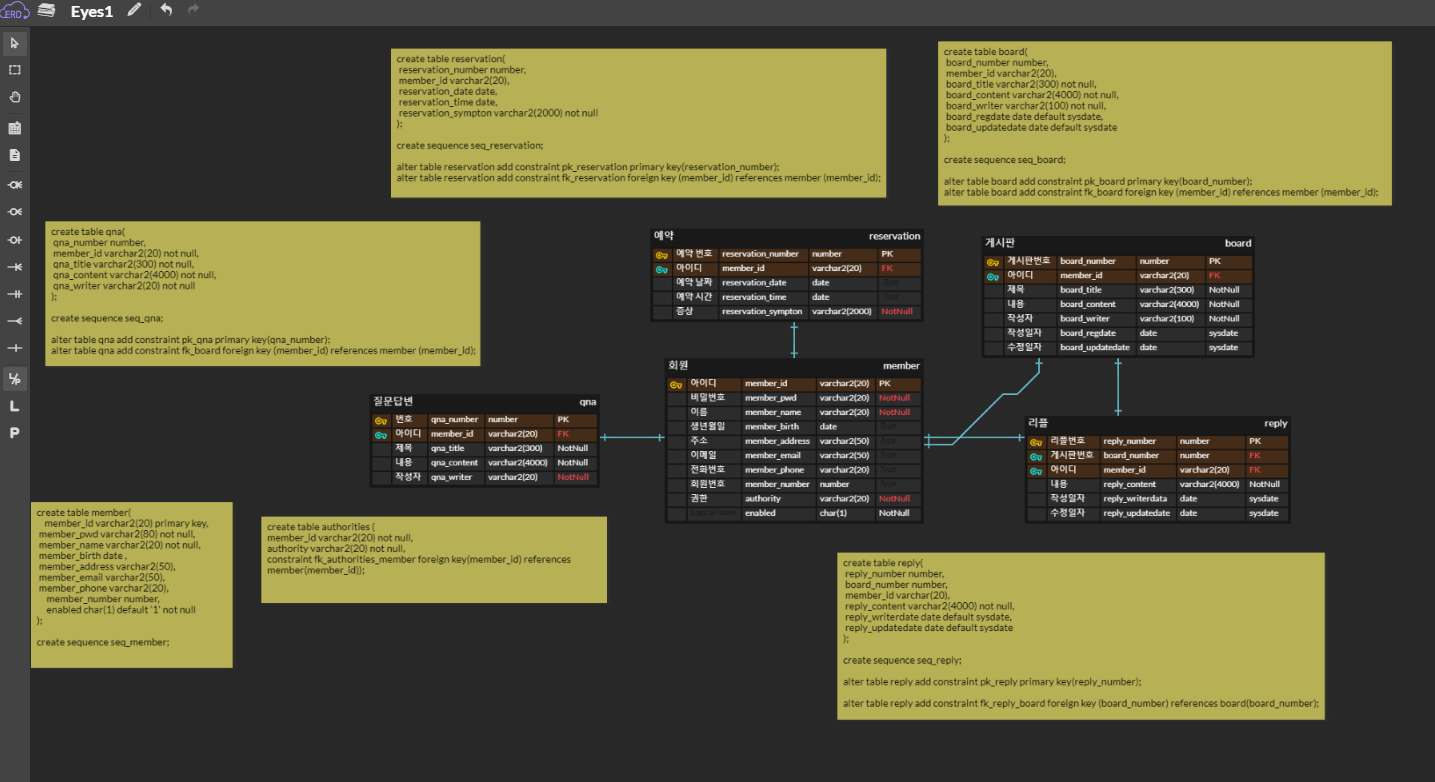 ERD
Eyes1
create table reservation(
reservation_number number,
member_id varchar2(20),
reservation_date date,
reservation_time date,
reservation_sympton varchar2(2000) not null
);
create sequence seq_reservation;
alter table reservation add constraint pk_reservation primary key(reservation_number);
alter table reservation add constraint fk_reservation foreign key (member_id) references member (member_id);
create table board(
board_number number,
member_id varchar2(20),
board_title varchar2(300) not null,
board_content varchar2(4000) not null,
board_writer varchar2(100) not null,
board_regdate date default sysdate,
board_updatedate date default sysdate
);
create sequence seq_board;
alter table board add constraint pk_board primary key(board_number);
alter table board add constraint fk_board foreign key (member_id) references member (member_id);
create table qna(
qna_number number,
member_id varchar2(20) not null,
qna_title varchar2(300) not null,
qna_content varchar2(4000) not null,
qna_writer varchar2(20) not null
);
create sequence seq_qna;
alter table qna add constraint pk_qna primary key(qna_number);
alter table qna add constraint fk_board foreign key (member_id) references member (member_id);
예약 reservation
예약 번호 reservation_number number PK
아이디 member_id varchar2(20) FK
예약 날짜 reservation_date date Type
예약 시간 reservation_time date Type
증상 reservation_sympton varchar2(2000) NotNull
게시판 board
게시판번호 board_number number PK
아이디 member_id varchar2(20) FK
제목 board_title varchar2(300) NotNull
내용 board_content varchar2(4000) NotNull
작성자 board_writer varchar2(100) NotNull
작성일자 board_regdate date sysdate
수정일자 board_updatedate date sysdate
회원 member
아이디 member_id varchar2(20) PK
비밀번호 member_pwd varchar2(20) NotNull
이름 member_name varchar2(20) NotNull
생년월일 member_birth date Type
주소 member_address varchar2(50) Type
이메일 member_email varchar2(50) Type
전화번호 member_phone varchar2(20) Type
회원번호 member_number number Type
권한 authority varchar2(20) NotNull
Logical name enabled char(1) NotNull
질문답변 qna
번호 qna_number number PK
아이디 member_id varchar2(20) FK
제목 qna_title varchar2(300) NotNull
내용 qna_content varchar2(4000) NotNull
작성자 qna_writer varchar2(20) NotNull
리플 reply
리플번호 reply_number number PK
게시판번호 board_number number FK
아이디 member_id varchar2(20) FK
내용 reply_content varchar2(4000) NotNull
작성일자 reply_writerdata date sysdate
수정일자 reply_updatedate date sysdate
create table member(
member_id varchar2(20) primary key,
member_pwd varchar2(80) not null,
member_name varchar2(20) not null,
member_birth date ,
member_address varchar2(50),
member_email varchar2(50),
member_phone varchar2(20),
member_number number,
enabled char(1) default '1' not null
);
create sequence seq_member;
create table authorities (
member_id varchar2(20) not null,
authority varchar2(20) not null,
constraint fk_authorities_member foreign key(member_id) references
member(member_id));
create table reply(
reply_number number,
board_number number,
member_id varchar(20),
reply_content varchar2(4000) not null,
reply_writerdate date default sysdate,
reply_updatedate date default sysdate
);
create sequence seq_reply;
alter table reply add constraint pk_reply primary key(reply_number);
alter table reply add constraint fk_reply_board foreign key (board_number) references board(board_number);
L/P
L
P